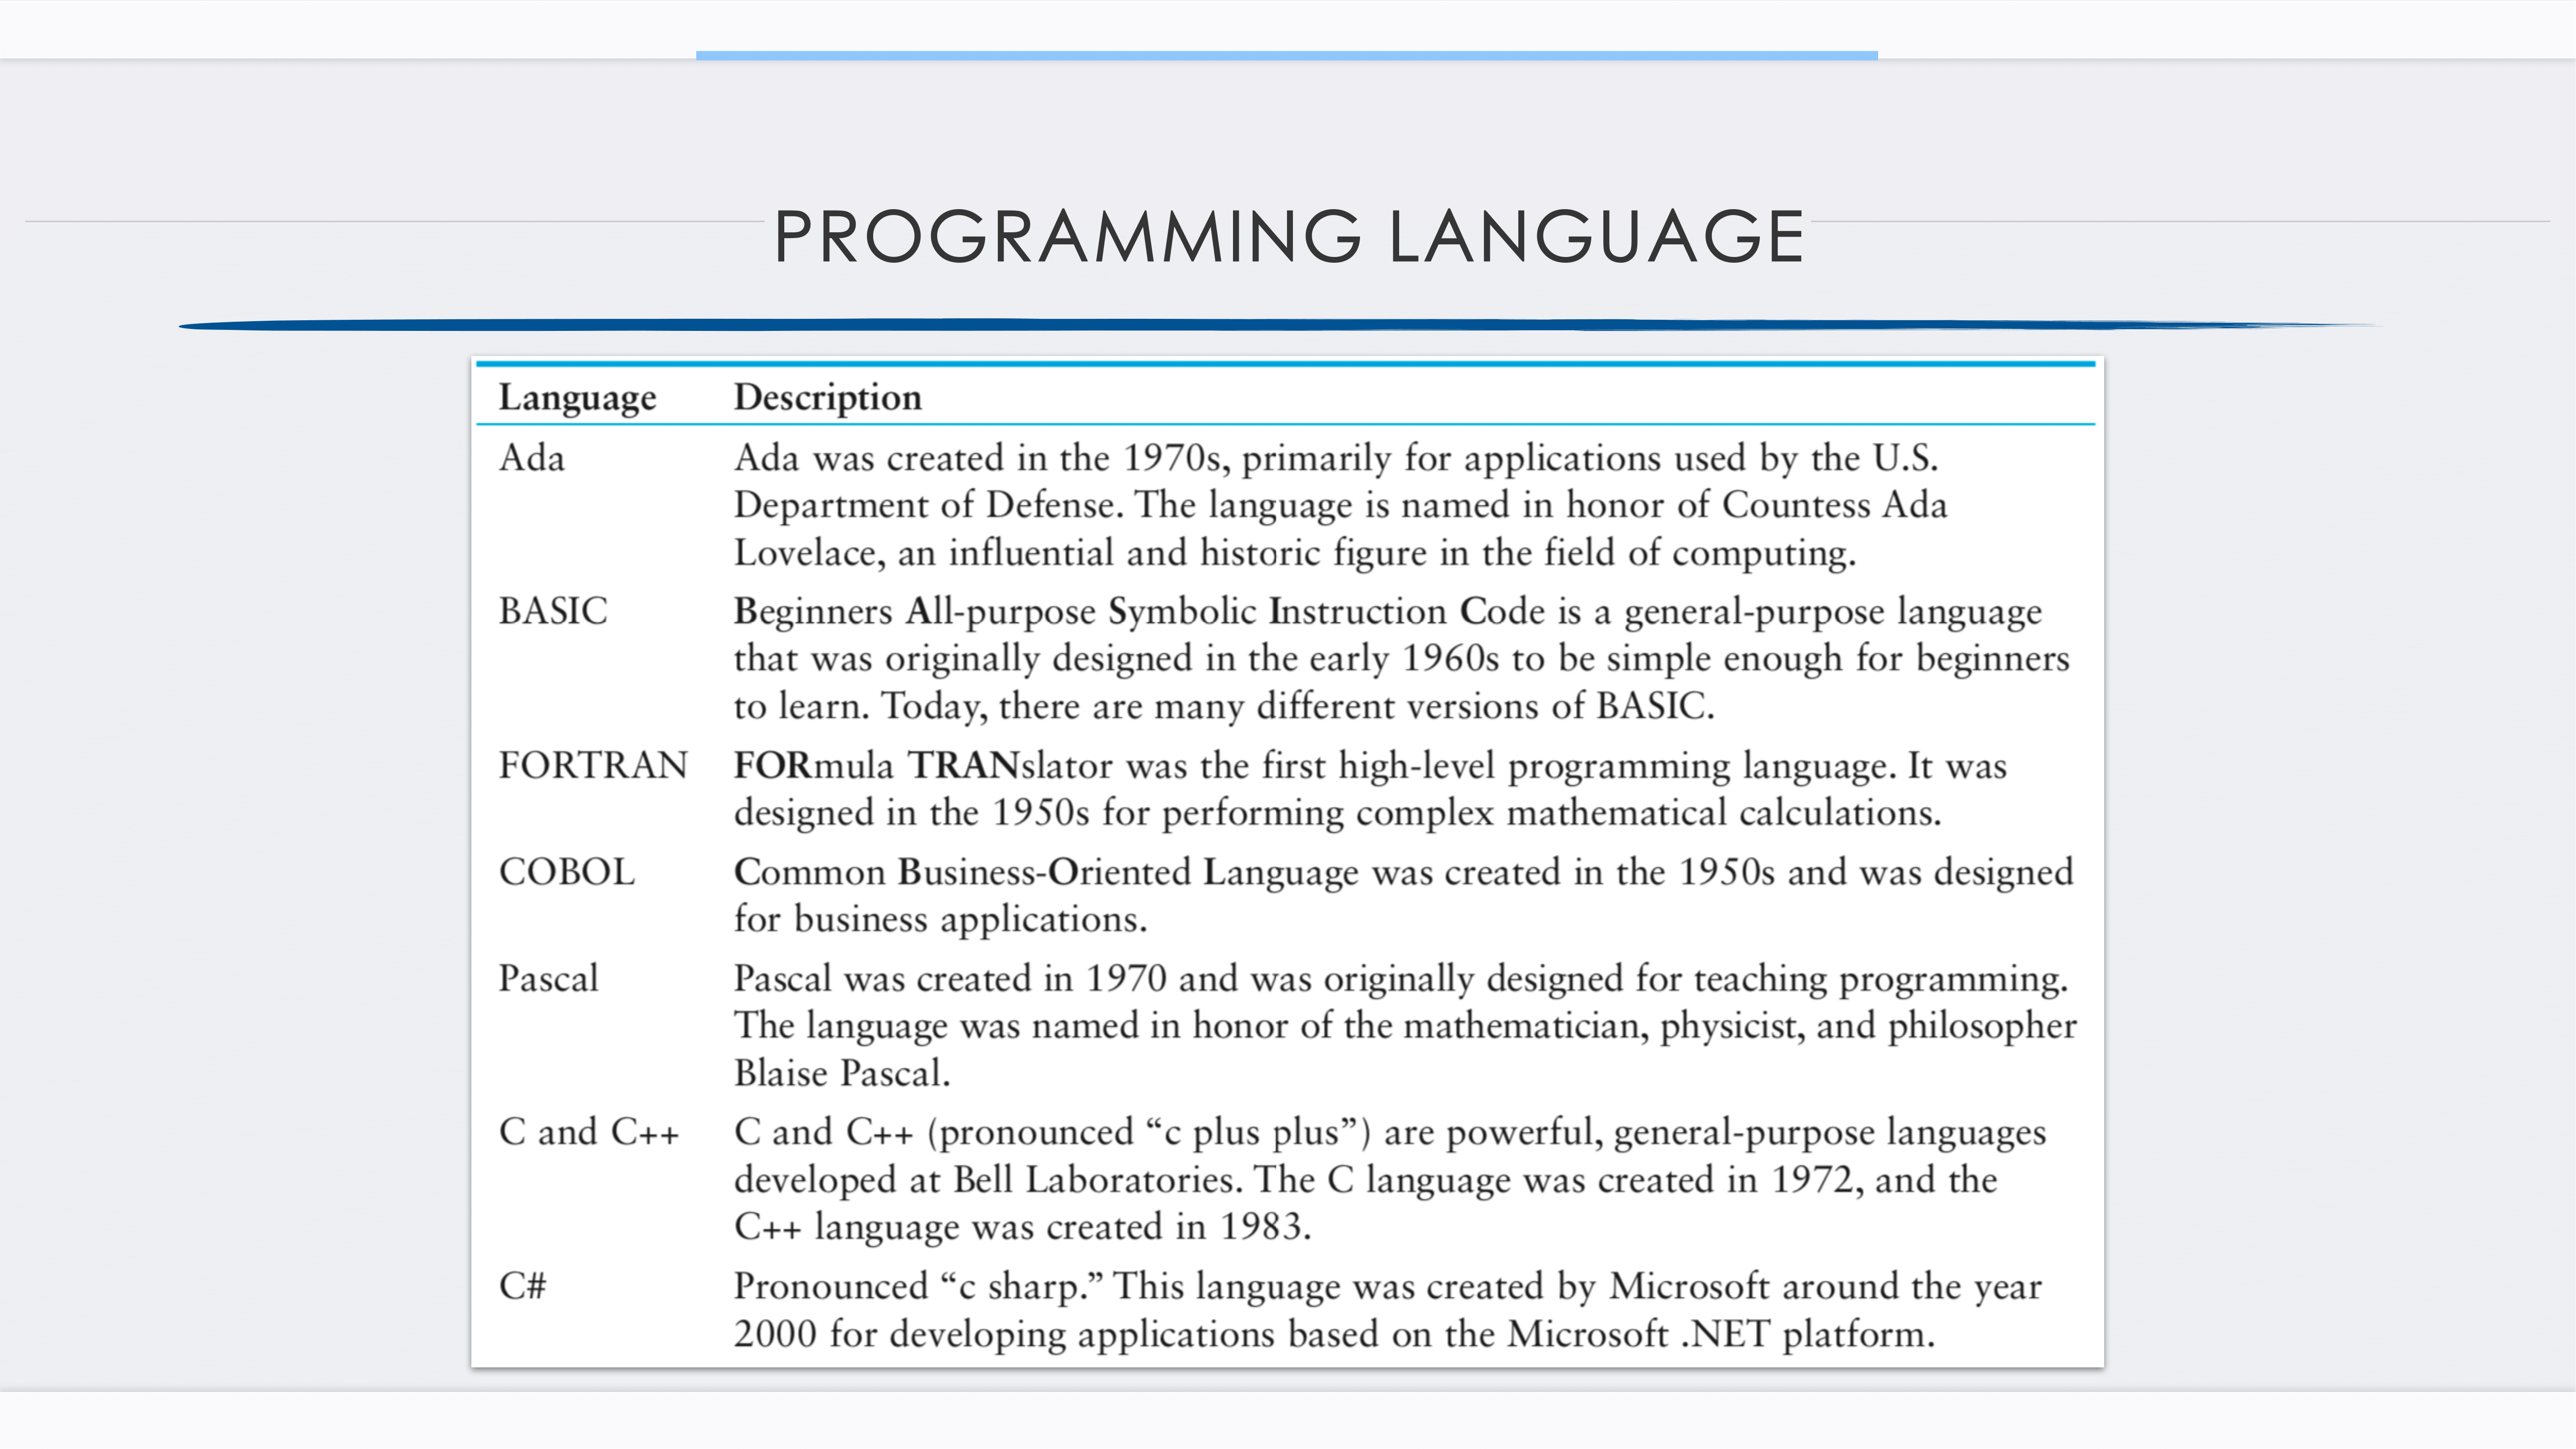 PROGRAMMING LANGUAGE
Language Description
Ada Ada was created in the 1970s, primarily for applications used by the U.S.
Department of Defense. The language is named in honor of Countess Ada
Lovelace, an influential and historic figure in the field of computing.
BASIC Beginners All-purpose Symbolic Instruction Code is a general-purpose language
that was originally designed in the early 1960s to be simple enough for beginners
to learn. Today, there are many different versions of BASIC.
FORTRAN FORmula TRANslator was the first high-level programming language. It was
designed in the 1950s for performing complex mathematical calculations.
COBOL Common Business-Oriented Language was created in the 1950s and was designed
for business applications.
Pascal Pascal was created in 1970 and was originally designed for teaching programming.
The language was named in honor of the mathematician, physicist, and philosopher
Blaise Pascal.
C and C++ C and C++ (pronounced “c plus plus”) are powerful, general-purpose languages
developed at Bell Laboratories. The C language was created in 1972, and the
C++ language was created in 1983.
C# Pronounced “c sharp.” This language was created by Microsoft around the year
2000 for developing applications based on the Microsoft .NET platform.